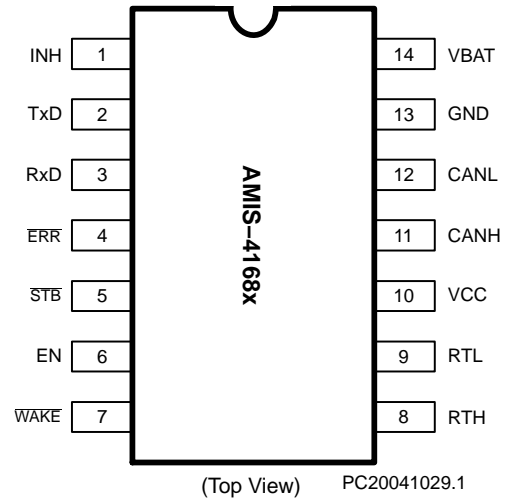 INH 1 14 VBAT
TxD 2 13 GND
RxD 3 12 CANL
ERR 4 11 CANH
STB 5 10 VCC
EN 6 9 RTL
WAKE 7 8 RTH
AMIS–4168x
(Top View) PC20041029.1